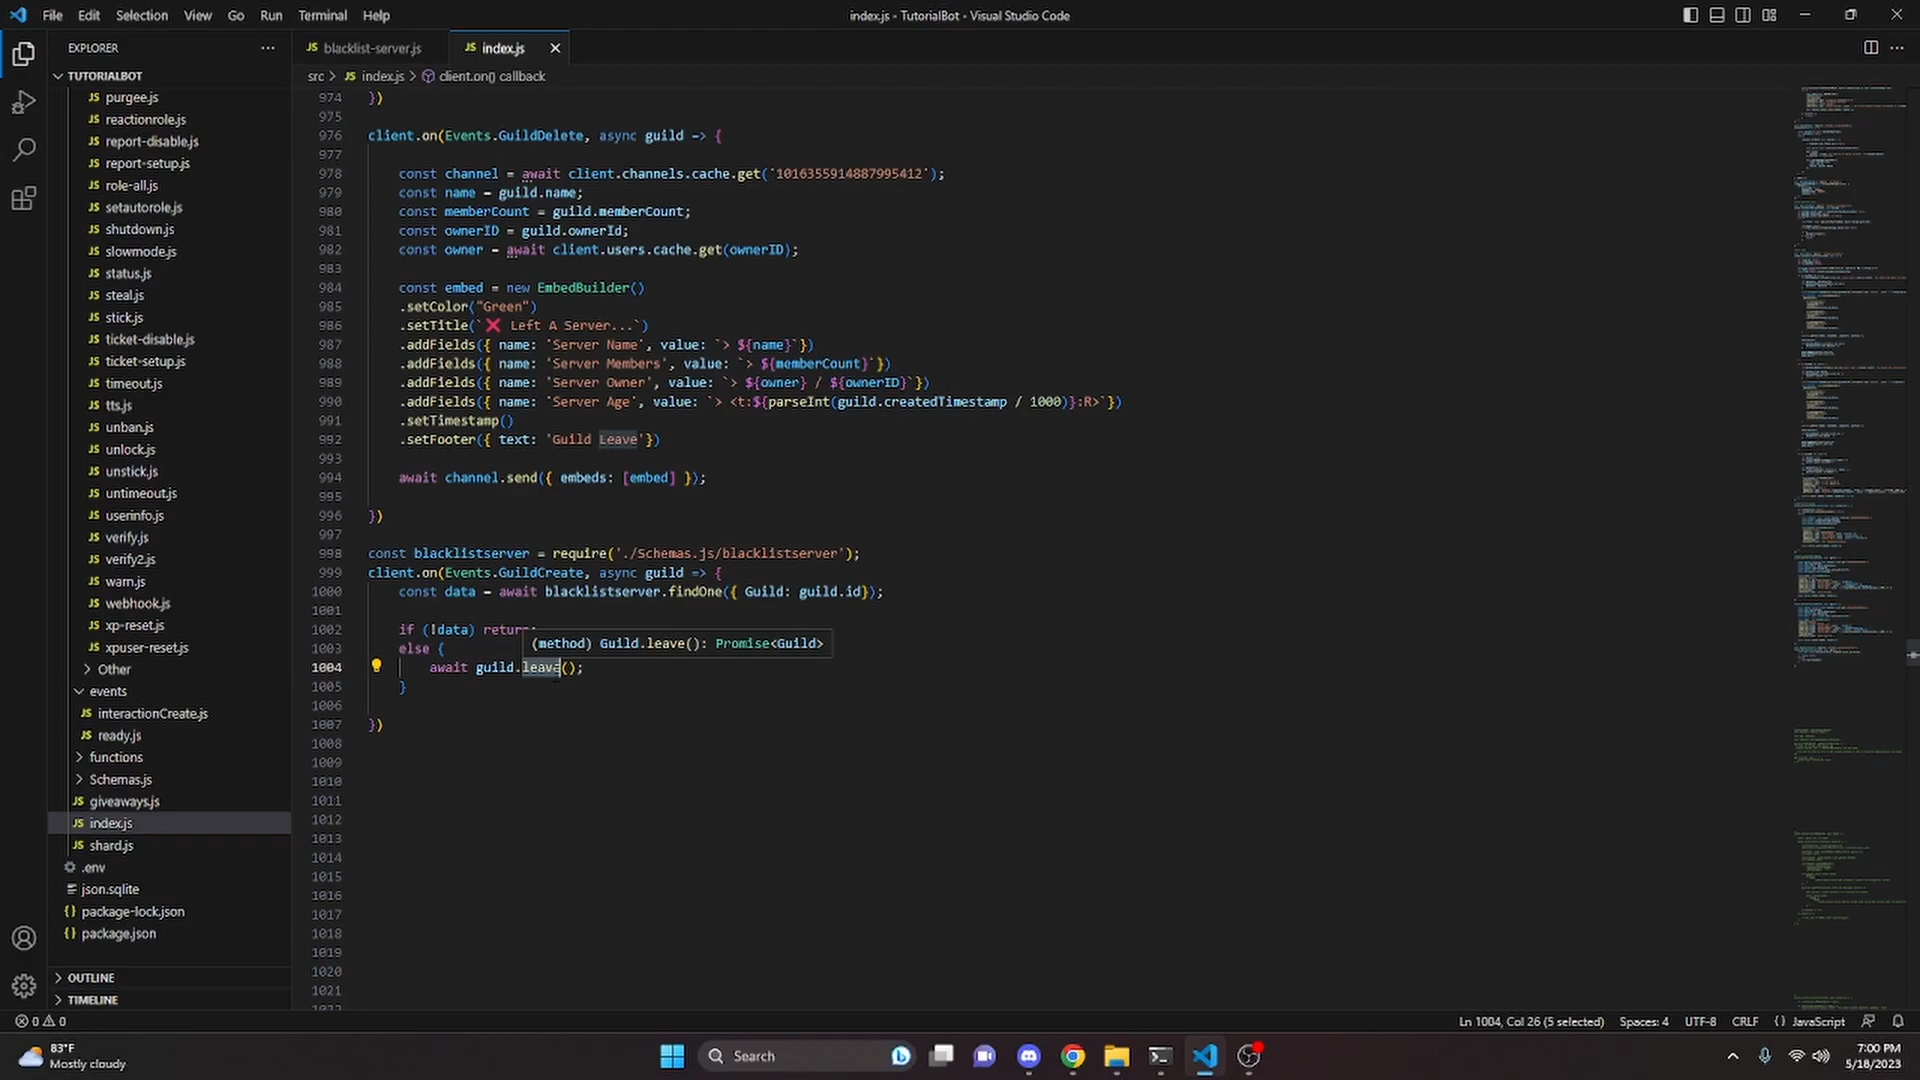 File Edit Selection View Go Run Terminal Help
index.js - TutorialBot - Visual Studio Code
EXPLORER
TUTORIALBOT
purgee.js
reactionrole.js
report-disable.js
report-setup.js
role-all.js
setautorole.js
shutdown.js
slowmode.js
status.js
steal.js
stick.js
ticket-disable.js
ticket-setup.js
timeout.js
tts.js
unban.js
unlock.js
unstick.js
untimeout.js
userinfo.js
verify.js
verify2.js
warn.js
webhook.js
xp-reset.js
xpuser-reset.js
Other
events
interactionCreate.js
ready.js
functions
Schemas.js
giveaways.js
index.js
shard.js
.env
json.sqlite
package-lock.json
package.json
OUTLINE
TIMELINE
JS blacklist-server.js JS index.js
src > JS index.js > client.on() callback
974 })
975
976 client.on(Events.GuildDelete, async guild => {
977
978 const channel = await client.channels.cache.get(`1016355914887995412`);
979 const name = guild.name;
980 const memberCount = guild.memberCount;
981 const ownerID = guild.ownerId;
982 const owner = await client.users.cache.get(ownerID);
983
984 const embed = new EmbedBuilder()
985 .setColor("Green")
986 .setTitle(`❌ Left A Server...`)
987 .addFields({ name: 'Server Name', value: `> ${name}`})
988 .addFields({ name: 'Server Members', value: `> ${memberCount}`})
989 .addFields({ name: 'Server Owner', value: `> ${owner} / ${ownerID}`})
990 .addFields({ name: 'Server Age', value: `> <t:${parseInt(guild.createdTimestamp / 1000)}:R>`})
991 .setTimestamp()
992 .setFooter({ text: 'Guild Leave'})
993
994 await channel.send({ embeds: [embed] });
995
996 })
997
998 const blacklistserver = require('./Schemas.js/blacklistserver');
999 client.on(Events.GuildCreate, async guild => {
1000 const data = await blacklistserver.findOne({ Guild: guild.id});
1001
1002 if (!data) return;
(method) Guild.leave(): Promise<Guild>
1003 else {
1004 await guild.leave();
1005 }
1006
1007 })
1008
1009
1010
1011
1012
1013
1014
1015
1016
1017
1018
1019
1020
1021
0 0
Ln 1004, Col 26 (5 selected) Spaces: 4 UTF-8 CRLF {} JavaScript
83°F
Mostly cloudy
Search
7:00 PM
5/18/2023